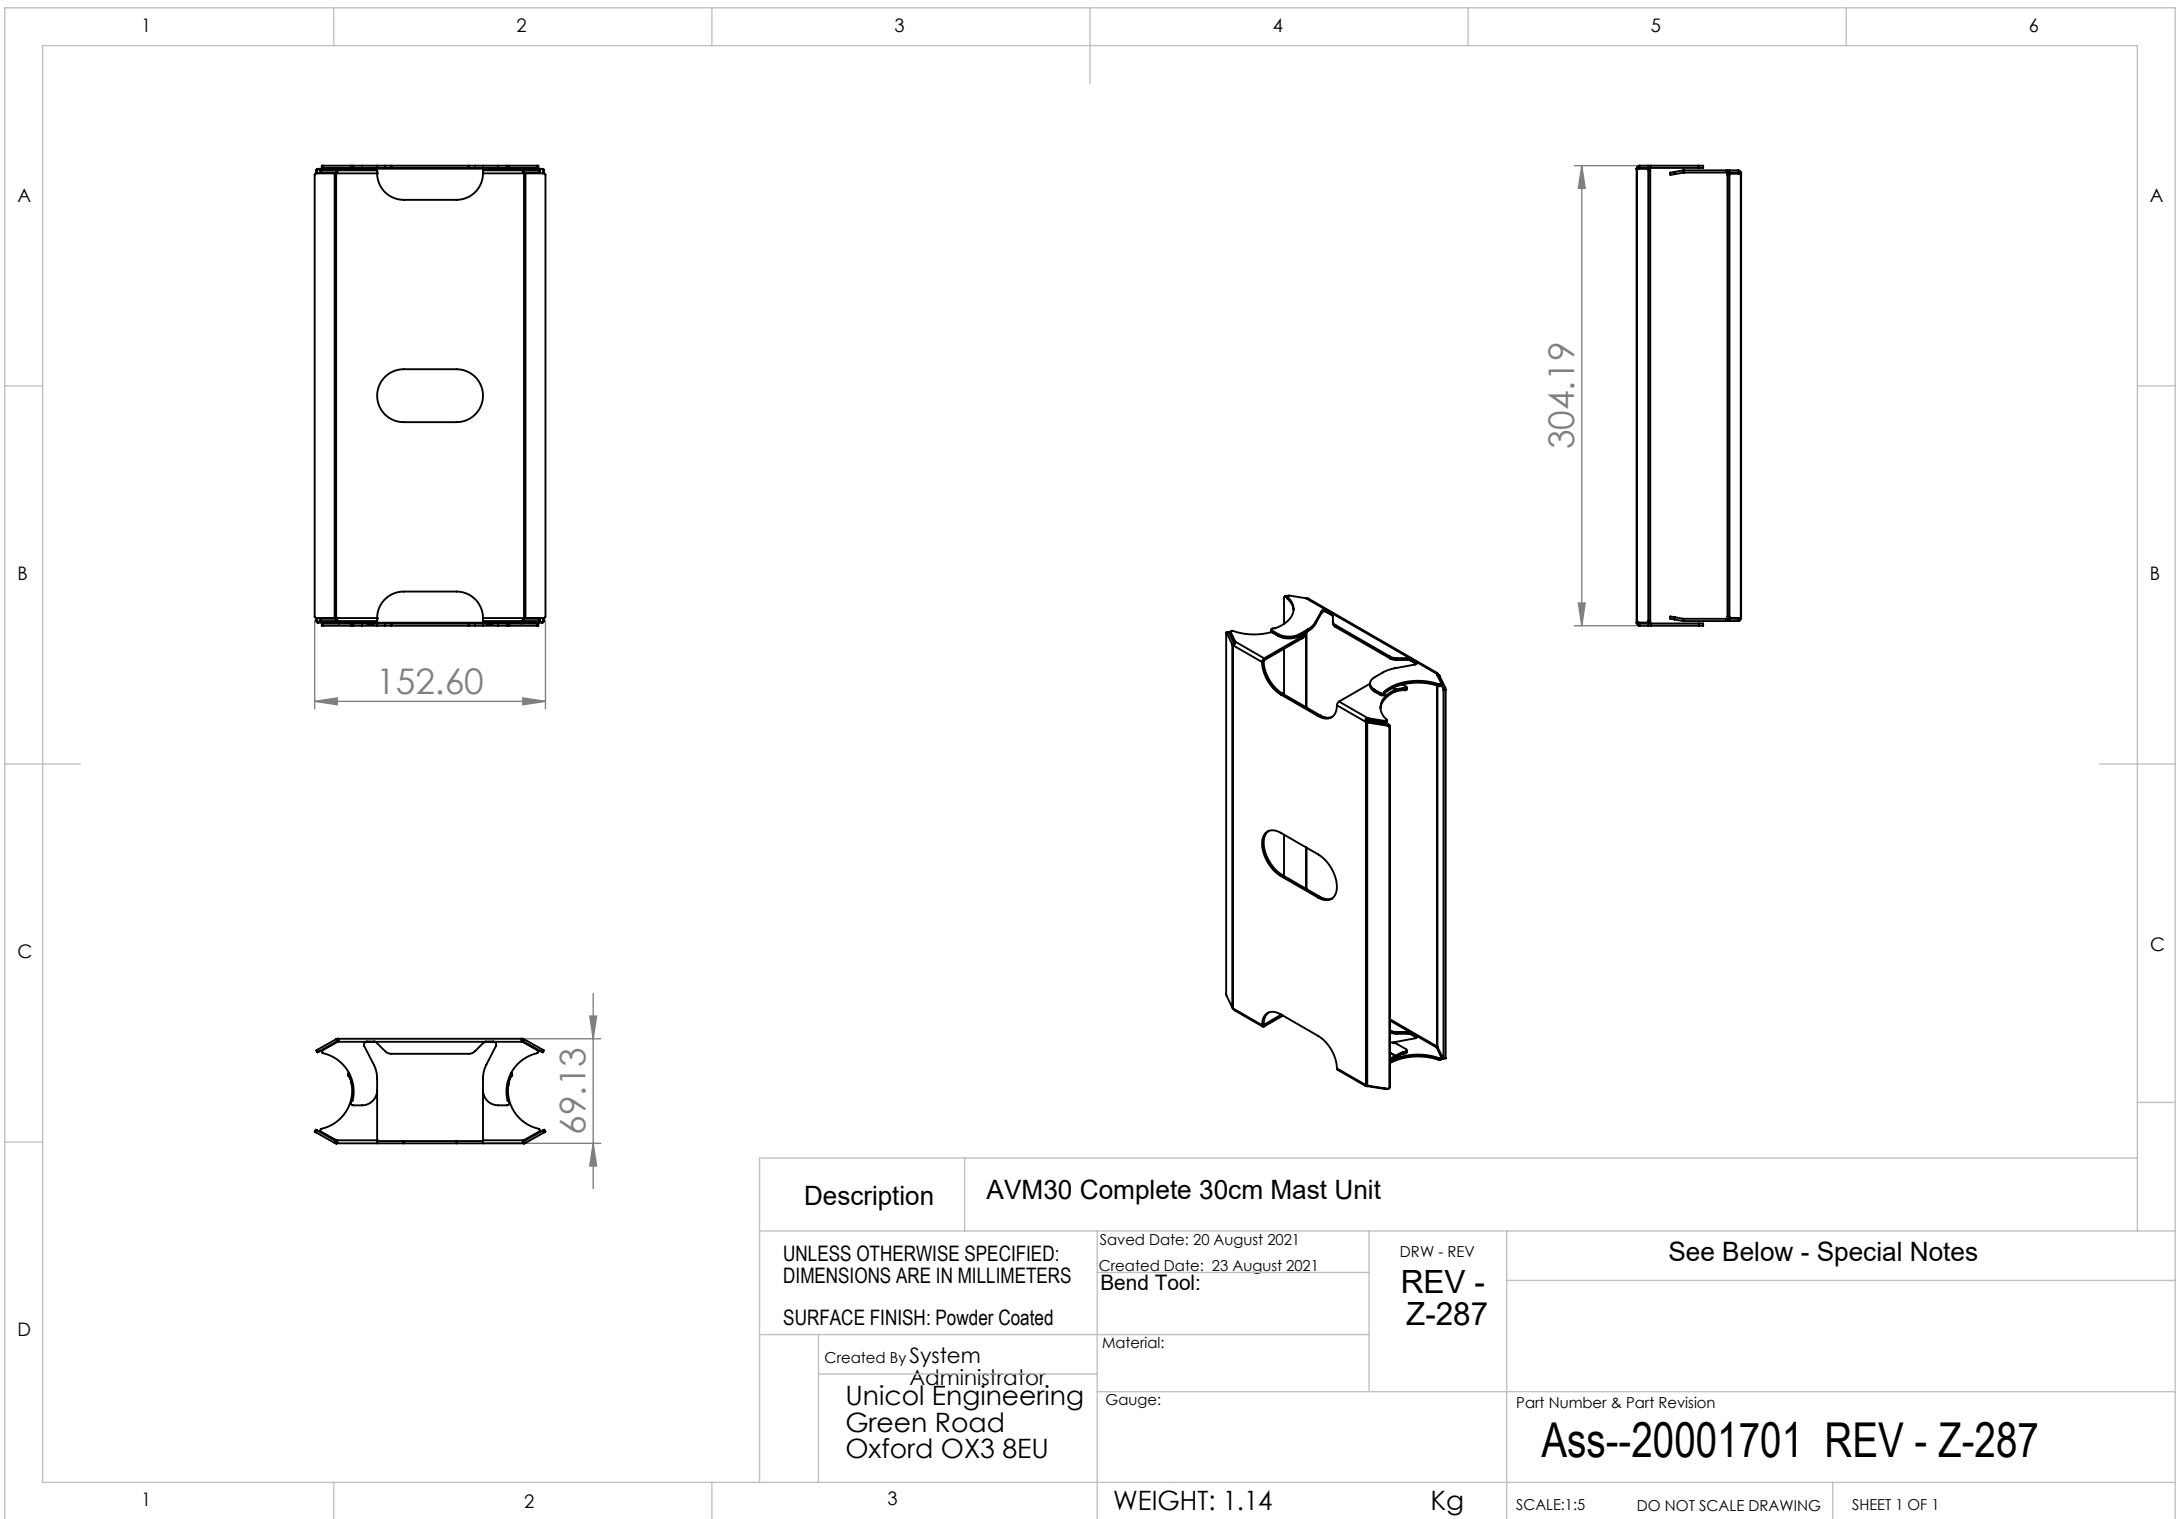 1 2 3 4 5 6
A A
304.19
B B
152.60
C C
69.13
Description AVM30 Complete 30cm Mast Unit
UNLESS OTHERWISE SPECIFIED:
DIMENSIONS ARE IN MILLIMETERS
SURFACE FINISH: Powder Coated
Saved Date: 20 August 2021
Created Date: 23 August 2021
Bend Tool:
DRW - REV
REV -
Z-287
See Below - Special Notes
D
Created By System
Administrator
Unicol Engineering
Green Road
Oxford OX3 8EU
Material:
Gauge:
Part Number & Part Revision
Ass--20001701 REV - Z-287
1 2 3
WEIGHT: 1.14 Kg
SCALE:1:5 DO NOT SCALE DRAWING SHEET 1 OF 1